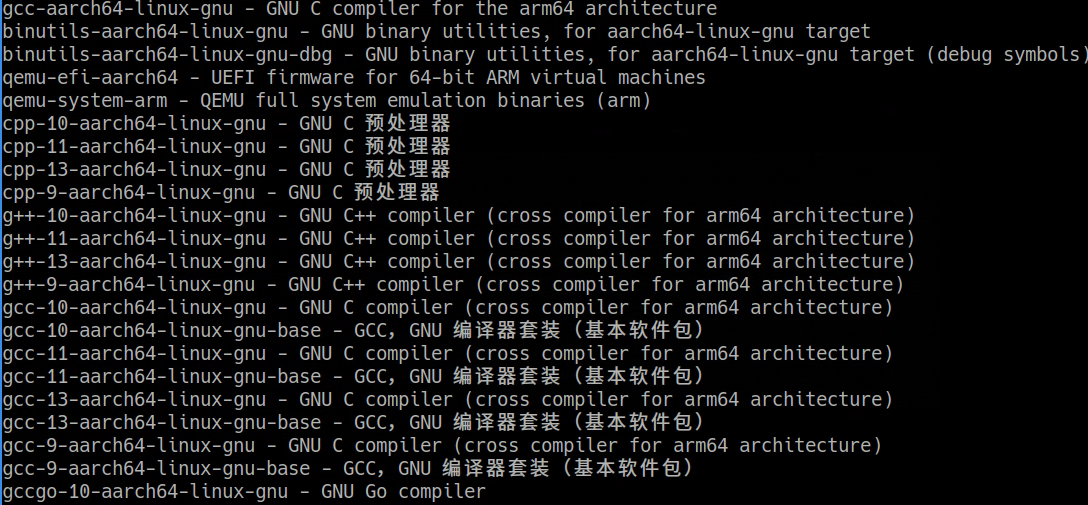 gcc-aarch64-linux-gnu - GNU C compiler for the arm64 architecture
binutils-aarch64-linux-gnu - GNU binary utilities, for aarch64-linux-gnu target
binutils-aarch64-linux-gnu-dbg - GNU binary utilities, for aarch64-linux-gnu target (debug symbols)
qemu-efi-aarch64 - UEFI firmware for 64-bit ARM virtual machines
qemu-system-arm - QEMU full system emulation binaries (arm)
cpp-10-aarch64-linux-gnu - GNU C 预处理器
cpp-11-aarch64-linux-gnu - GNU C 预处理器
cpp-13-aarch64-linux-gnu - GNU C 预处理器
cpp-9-aarch64-linux-gnu - GNU C 预处理器
g++-10-aarch64-linux-gnu - GNU C++ compiler (cross compiler for arm64 architecture)
g++-11-aarch64-linux-gnu - GNU C++ compiler (cross compiler for arm64 architecture)
g++-13-aarch64-linux-gnu - GNU C++ compiler (cross compiler for arm64 architecture)
g++-9-aarch64-linux-gnu - GNU C++ compiler (cross compiler for arm64 architecture)
gcc-10-aarch64-linux-gnu - GNU C compiler (cross compiler for arm64 architecture)
gcc-10-aarch64-linux-gnu-base - GCC，GNU 编译器套装（基本软件包）
gcc-11-aarch64-linux-gnu - GNU C compiler (cross compiler for arm64 architecture)
gcc-11-aarch64-linux-gnu-base - GCC，GNU 编译器套装（基本软件包）
gcc-13-aarch64-linux-gnu - GNU C compiler (cross compiler for arm64 architecture)
gcc-13-aarch64-linux-gnu-base - GCC，GNU 编译器套装（基本软件包）
gcc-9-aarch64-linux-gnu - GNU C compiler (cross compiler for arm64 architecture)
gcc-9-aarch64-linux-gnu-base - GCC，GNU 编译器套装（基本软件包）
gccgo-10-aarch64-linux-gnu - GNU Go compiler